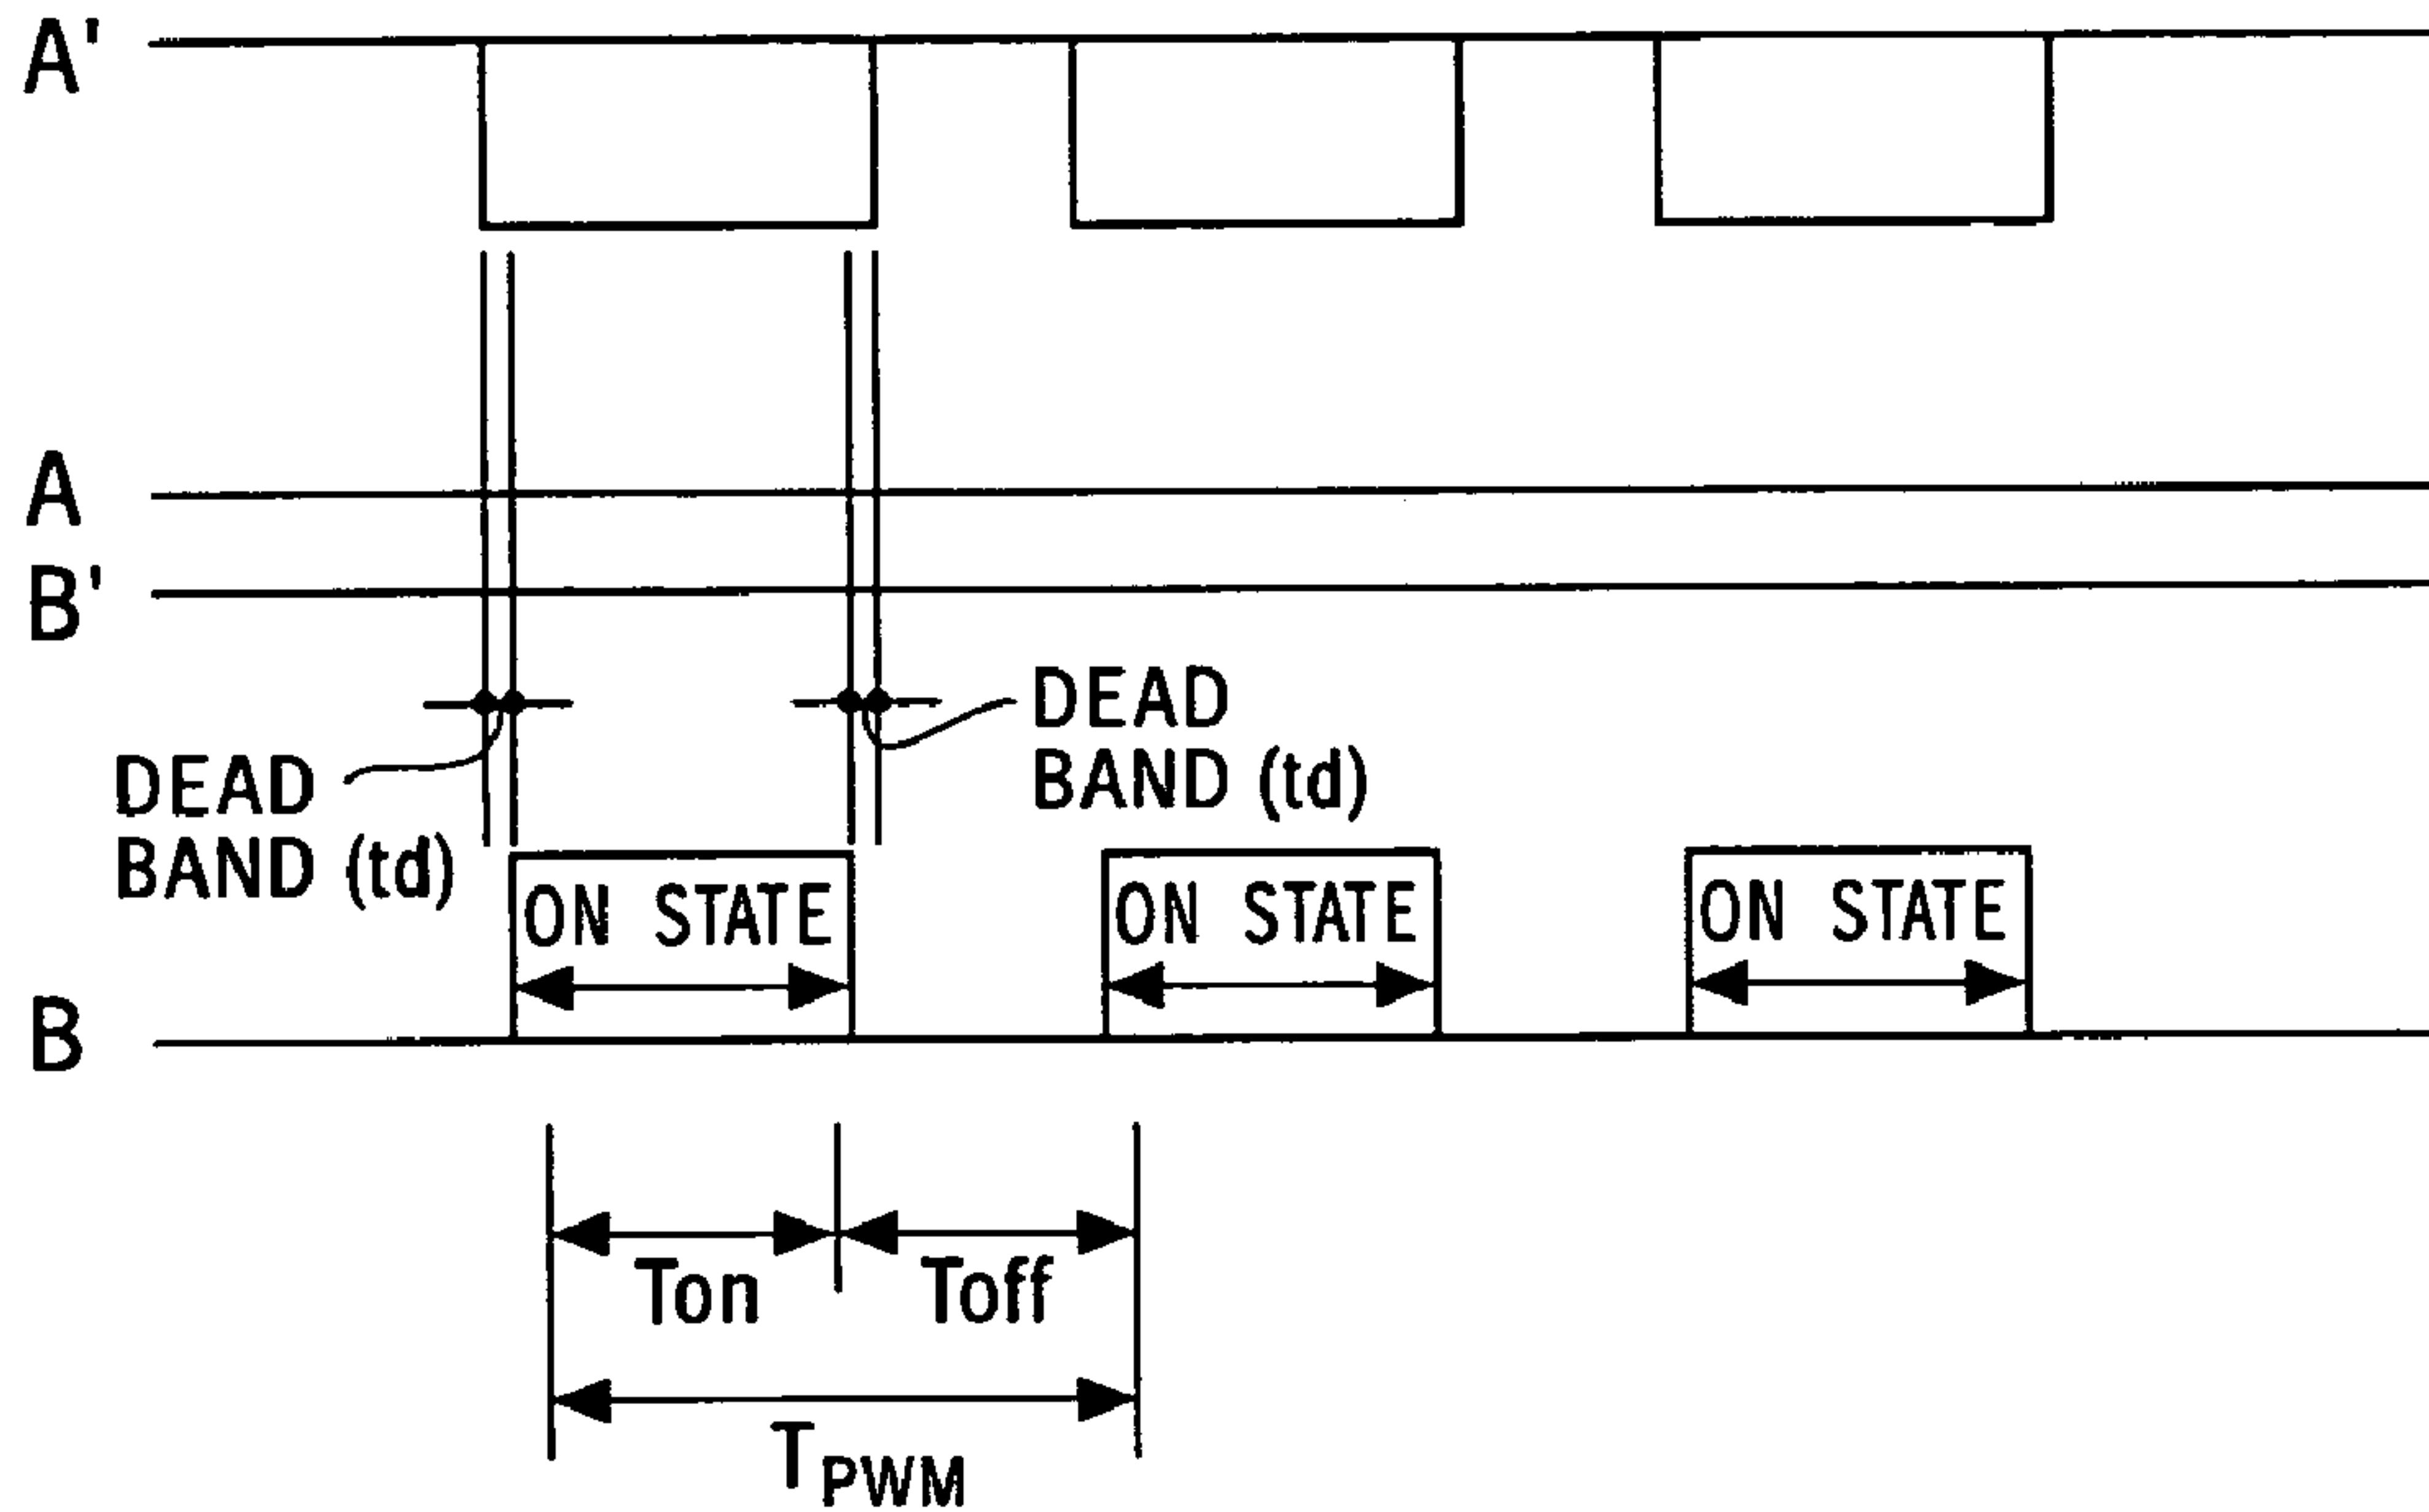 A'
A
B'
DEAD
BAND (td)
DEAD
BAND (td)
ON STATE
ON STATE
ON STATE
B
Ton
Toff
TPWM